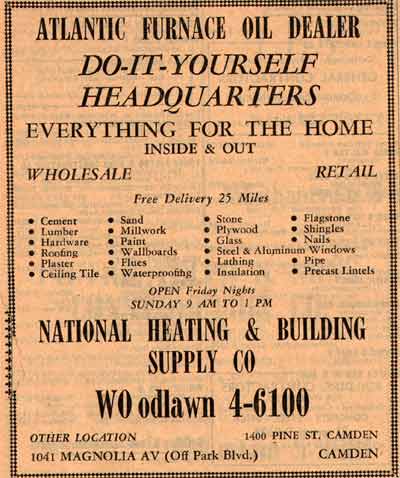 ATLANTIC FURNACE OIL DEALER
DO-IT-YOURSELF
HEADQUARTERS
EVERYTHING FOR THE HOME
INSIDE & OUT
WHOLESALE RETAIL
Free Delivery 25 Miles
• Cement • Sand • Stone • Flagstone
• Lumber • Millwork • Plywood • Shingles
• Hardware • Paint • Glass • Nails
• Roofing • Wallboards • Steel & Aluminum Windows
• Plaster • Flues • Lathing • Pipe
• Ceiling Tile • Waterproofing • Insulation • Precast Lintels
OPEN Friday Nights
SUNDAY 9 AM TO 1 PM
NATIONAL HEATING & BUILDING
SUPPLY CO
WO odlawn 4-6100
OTHER LOCATION 1400 PINE ST. CAMDEN
1041 MAGNOLIA AV (Off Park Blvd.) CAMDEN